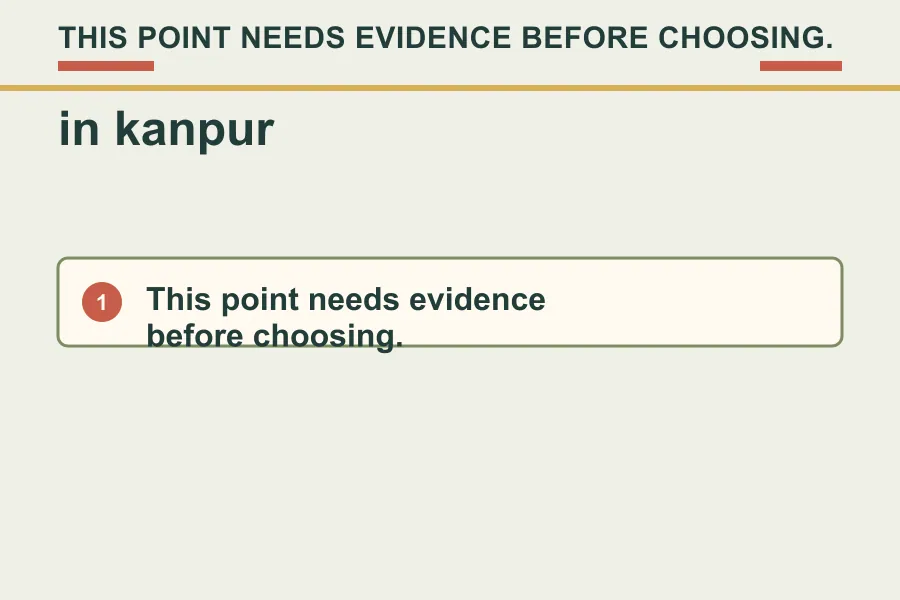 THIS POINT NEEDS EVIDENCE BEFORE CHOOSING.
in kanpur
1
This point needs evidence
before choosing.